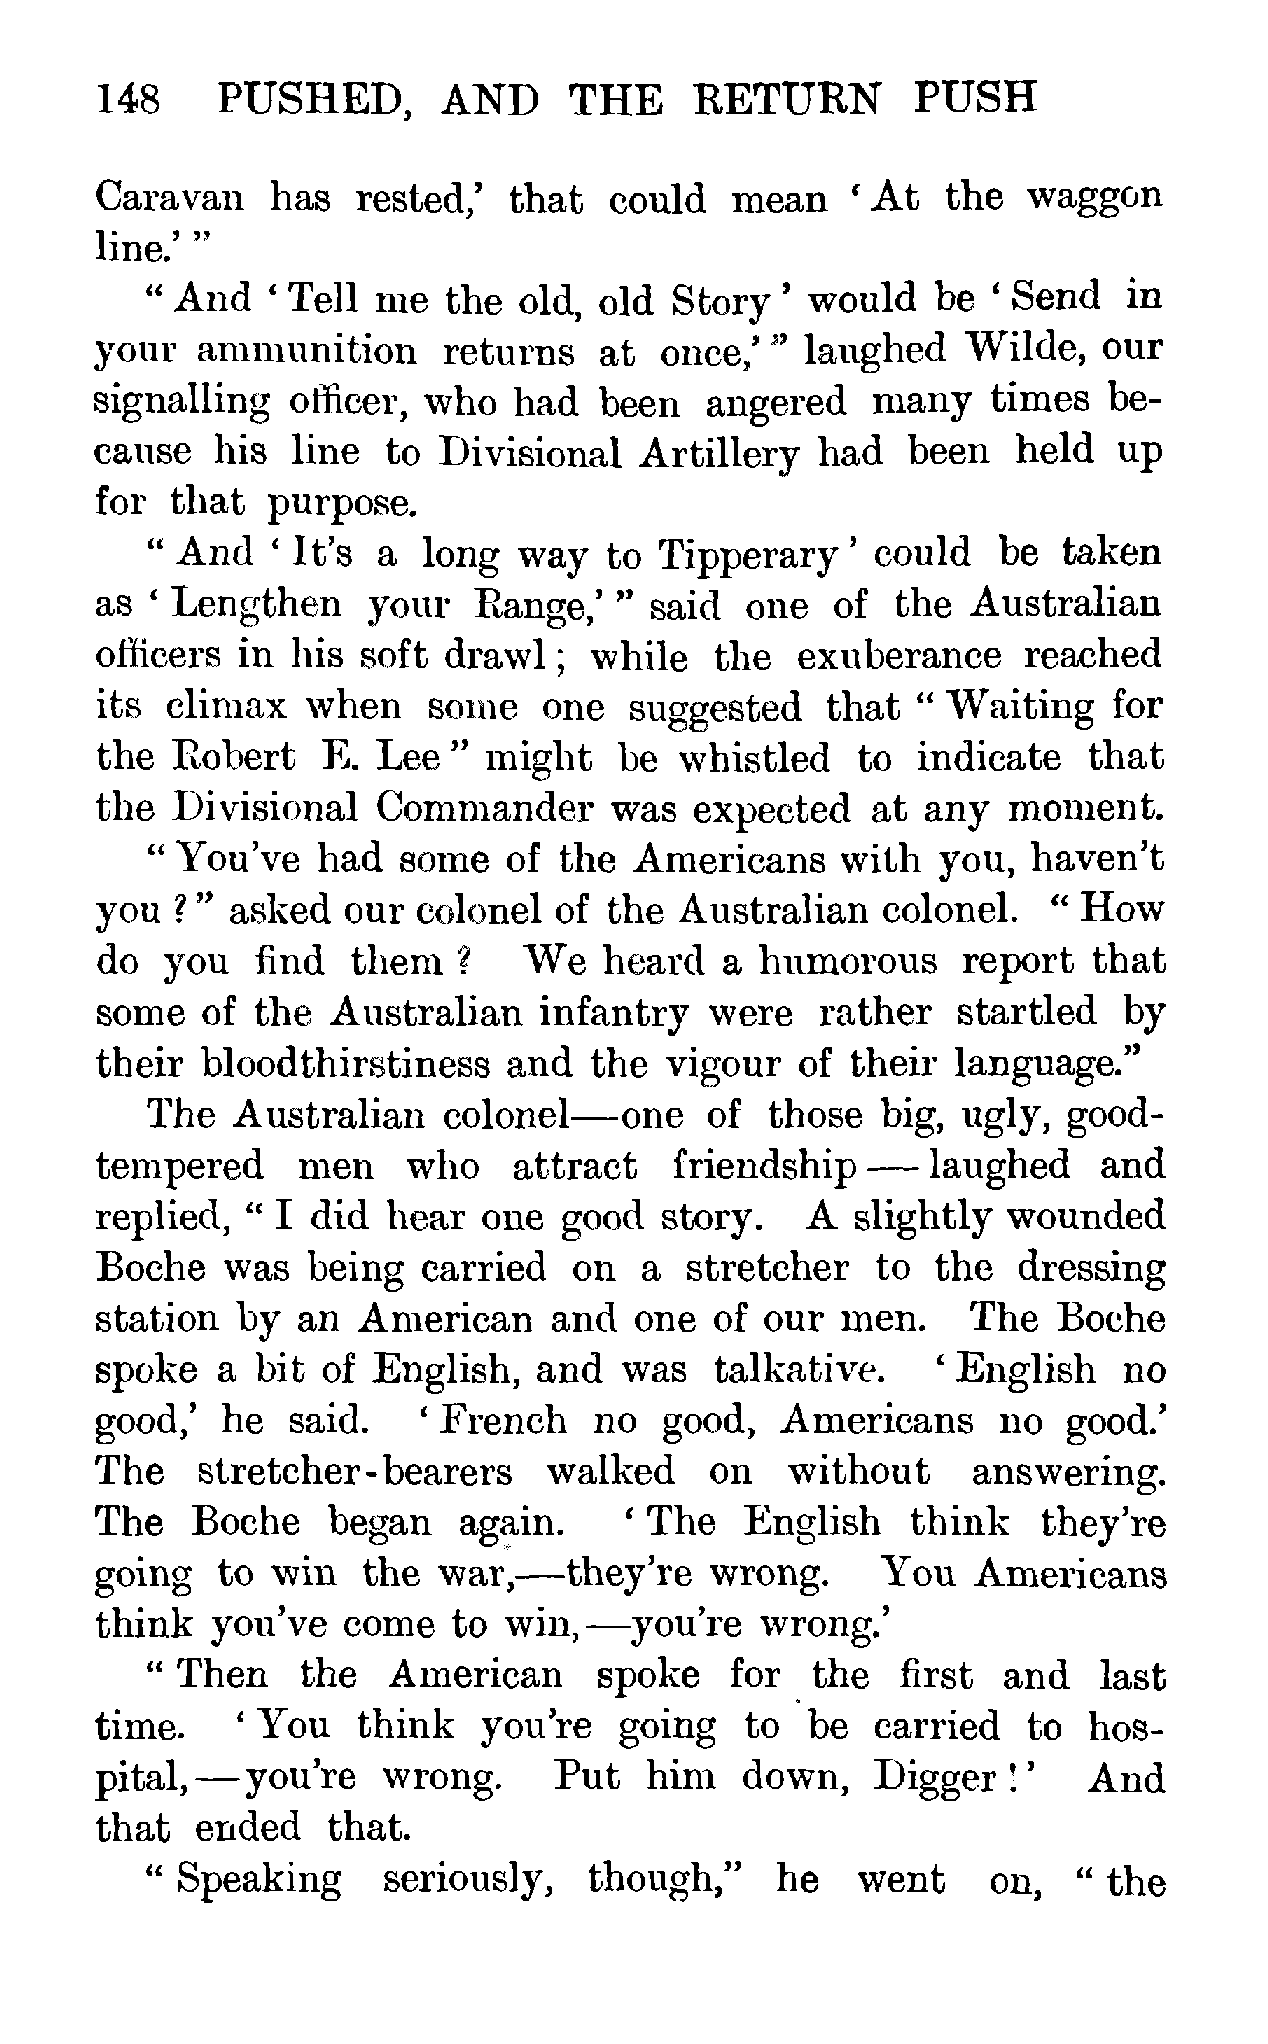 148 PUSHED, AND THE RETURN PUSH
Caravan has rested,’ that could mean ‘ At the waggon
line.’ ”
“ And ‘ Tell me the old, old Story ’ would be ‘ Send in
your ammunition returns at once,’ ” laughed Wilde, our
signalling officer, who had been angered many times be-
cause his line to Divisional Artillery had been held up
for that purpose.
“ And ‘ It’s a long way to Tipperary ’ could be taken
as ‘ Lengthen your Range,’ ” said one of the Australian
officers in his soft drawl ; while the exuberance reached
its climax when some one suggested that “ Waiting for
the Robert E. Lee ” might be whistled to indicate that
the Divisional Commander was expected at any moment.
“ You’ve had some of the Americans with you, haven’t
you ? ” asked our colonel of the Australian colonel. “ How
do you find them ? We heard a humorous report that
some of the Australian infantry were rather startled by
their bloodthirstiness and the vigour of their language.”
The Australian colonel—one of those big, ugly, good-
tempered men who attract friendship — laughed and
replied, “ I did hear one good story. A slightly wounded
Boche was being carried on a stretcher to the dressing
station by an American and one of our men. The Boche
spoke a bit of English, and was talkative. ‘ English no
good,’ he said. ‘ French no good, Americans no good.’
The stretcher-bearers walked on without answering.
The Boche began again. ‘ The English think they’re
going to win the war,—they’re wrong. You Americans
think you’ve come to win,—you’re wrong.’
“ Then the American spoke for the first and last
time. ‘ You think you’re going to be carried to hos-
pital,—you’re wrong. Put him down, Digger ! ’ And
that ended that.
“ Speaking seriously, though,” he went on, “ the